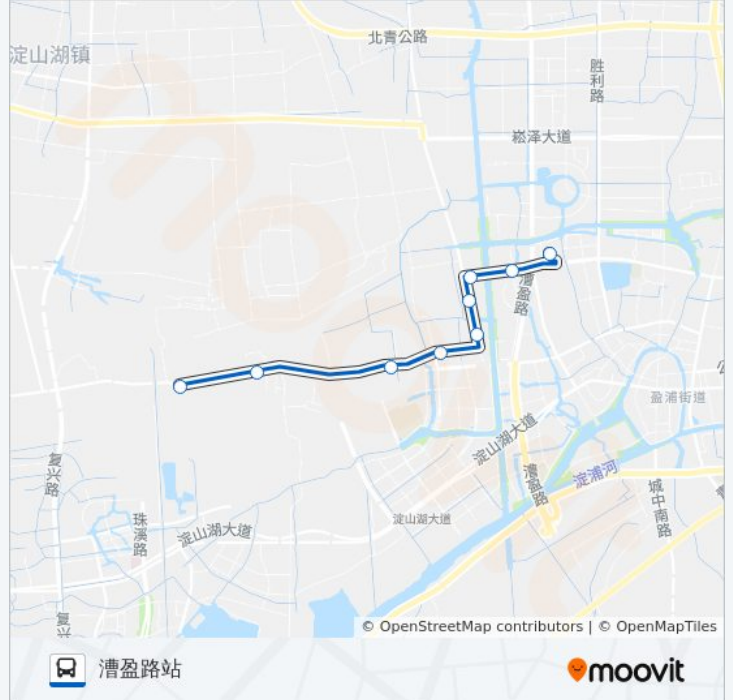 淀山湖镇
北青公路
胜利路
崧泽大道
漕盈路
盈浦街道
淀山湖大道
复兴路
漕盈路
淀浦河
城中南路
珠溪路
淀山湖大道
淀山湖大道
© OpenStreetMap contributors | © OpenMapTiles
漕盈路站
moovit